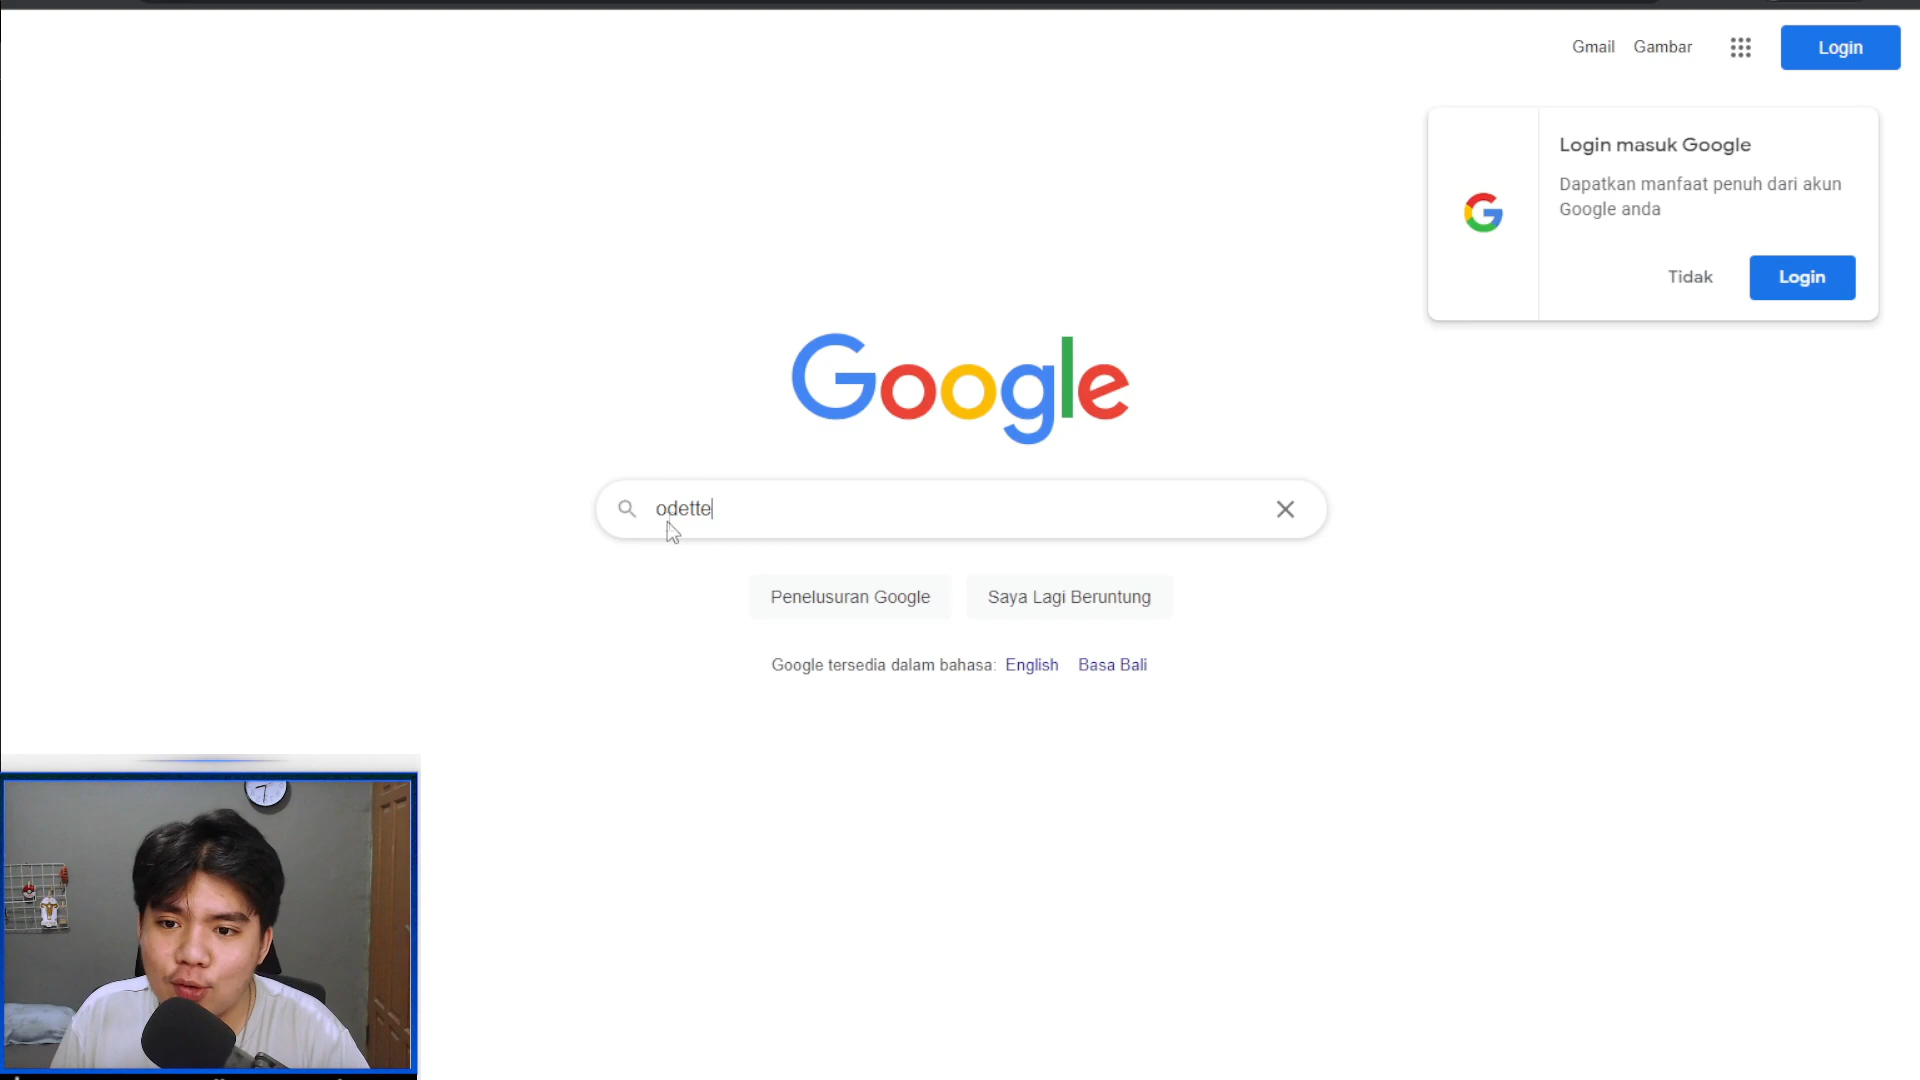 Gmail Gambar Login
Login masuk Google
Dapatkan manfaat penuh dari akun
Google anda
Tidak Login
Google
odette
Penelusuran Google Saya Lagi Beruntung
Google tersedia dalam bahasa: English Basa Bali